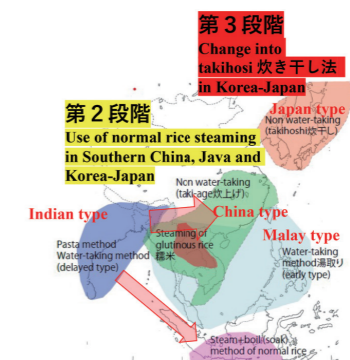 第３段階
Change into
takihosi 炊き干し法
in Korea-Japan
Japan type
Non water-taking
(takihoshi炊干し)
第２段階
Use of normal rice steaming
in Southern China, Java and
Korea-Japan
Non water-taking
(taki-age炊上げ)
Indian type
China type
Steaming of
glutinous rice
糯米
Malay type
Pasta method
Water-taking method
(delayed type)
Water-taking
method湯取り
(early type)
Steam+boil (soak)
method of normal rice